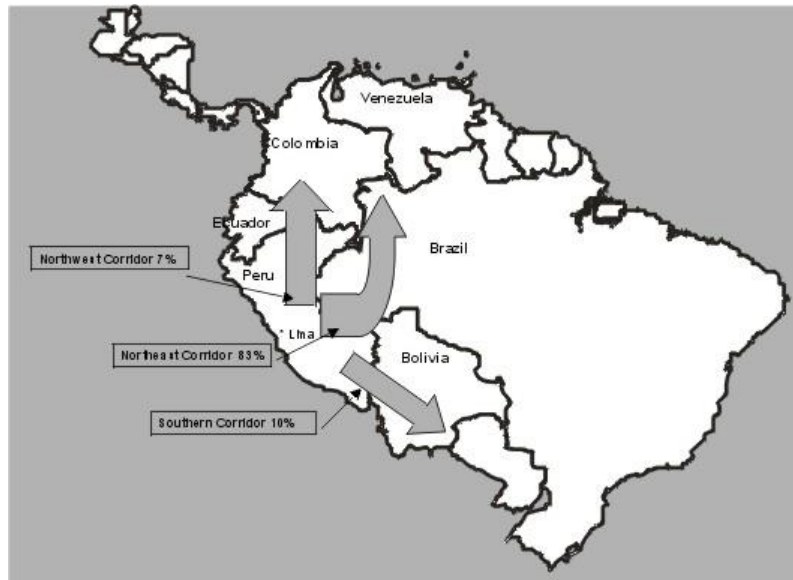 Venezuela
Colombia
Ecuador
Brazil
Northwest Corridor 7%
Peru
* Lima
Northeast Corridor 83%
Bolivia
Southern Corridor 10%